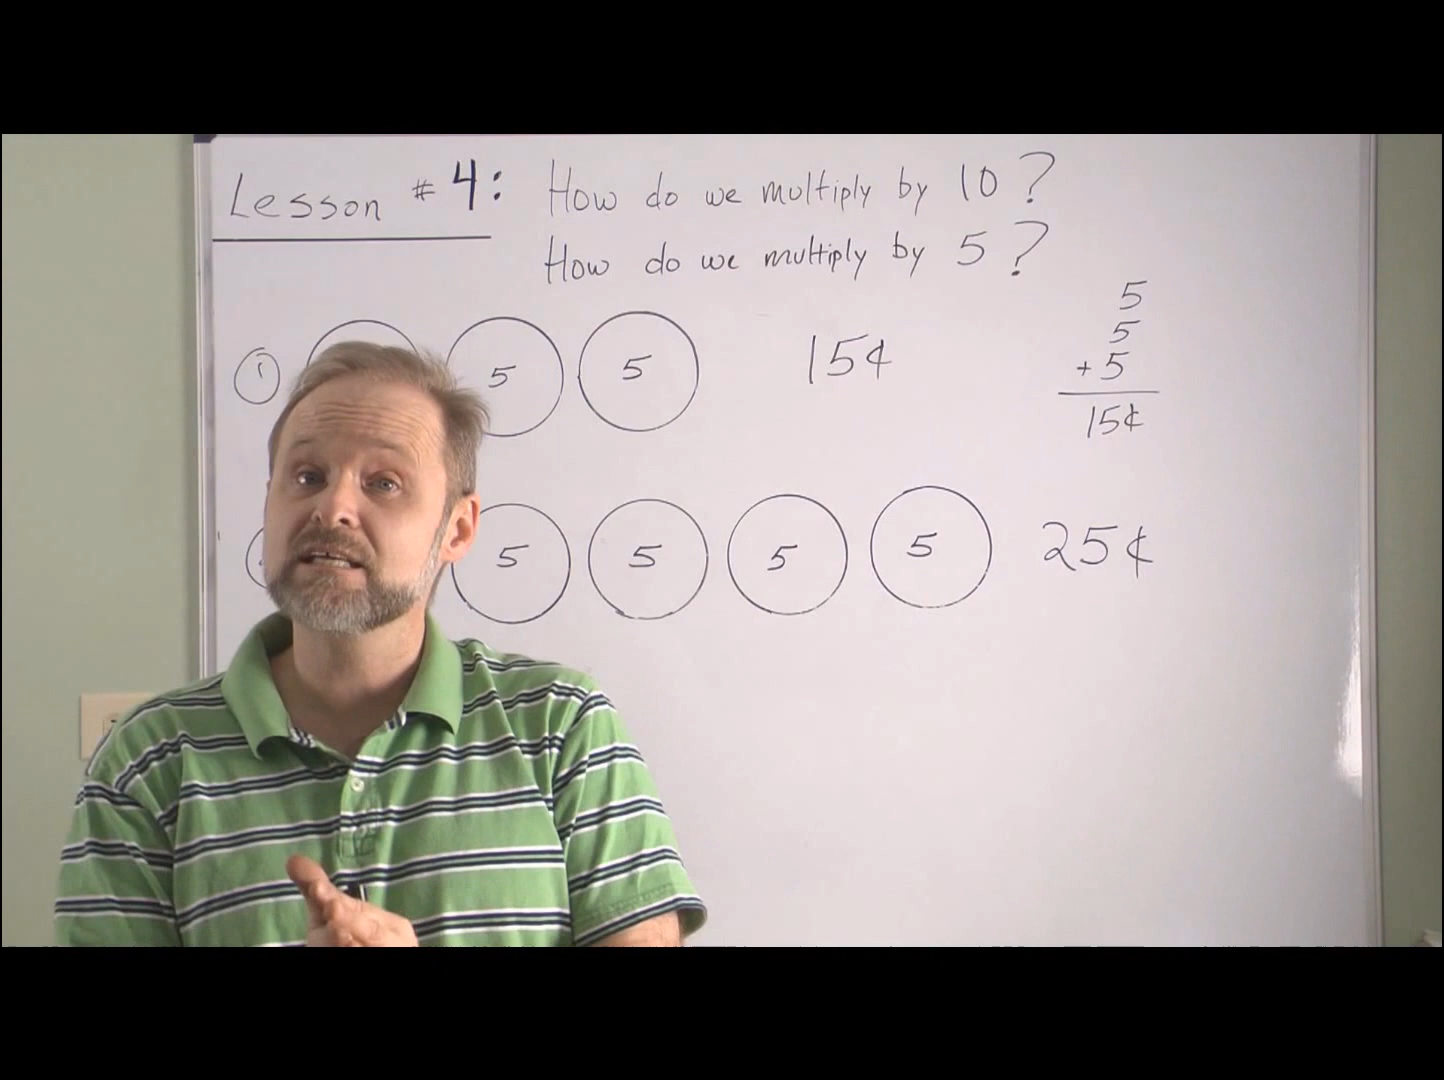 Lesson # 4: How do we multiply by 10 ?
How do we multiply by 5 ?
1 5 5 15¢
5
5
+ 5
15¢
5 5 5 5 25¢